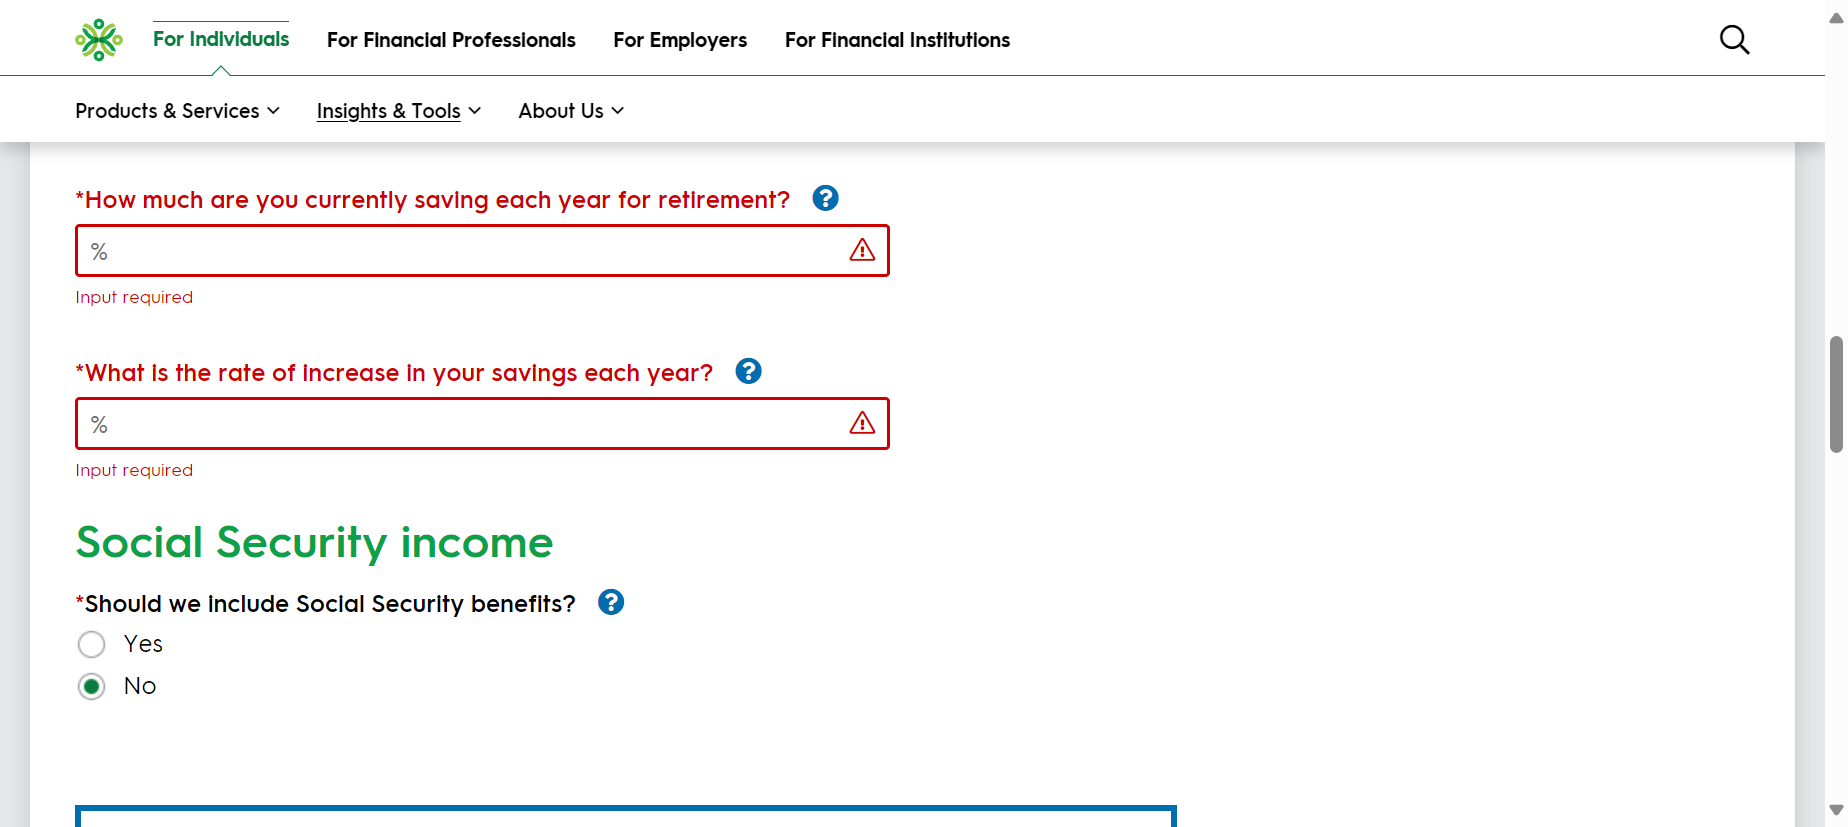 For Individuals
For Financial Professionals
For Employers
For Financial Institutions
Products & Services
Insights & Tools
About Us
*How much are you currently saving each year for retirement? ?
%
Input required
*What is the rate of increase in your savings each year? ?
%
Input required
Social Security income
*Should we include Social Security benefits? ?
Yes
No